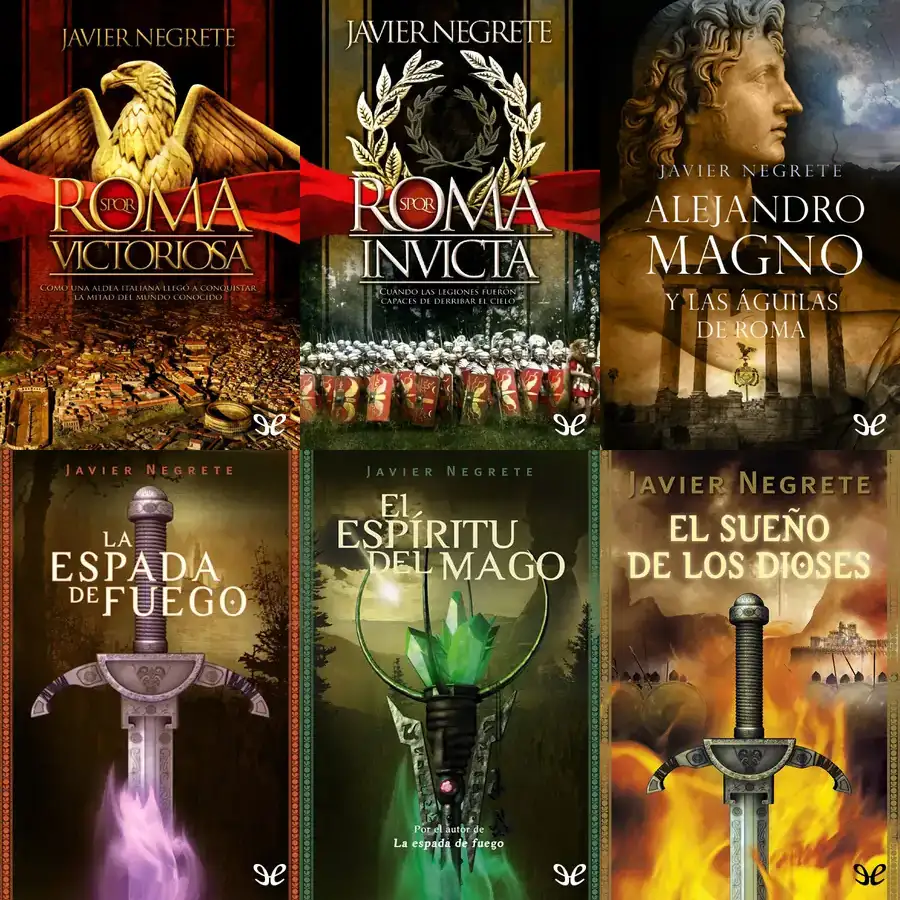 JAVIER NEGRETE
ROMA
SPQR
VICTORIOSA
CÓMO UNA ALDEA ITALIANA LLEGÓ A CONQUISTAR
LA MITAD DEL MUNDO CONOCIDO
JAVIER NEGRETE
ROMA
SPQR
INVICTA
CUANDO LAS LEGIONES FUERON
CAPACES DE DERRIBAR EL CIELO
JAVIER NEGRETE
ALEJANDRO
MAGNO
Y LAS ÁGUILAS
DE ROMA
JAVIER NEGRETE
LA
ESPADA
DE FUEGO
JAVIER NEGRETE
EL
ESPÍRITU
DEL MAGO
Por el autor de
La espada de fuego
JAVIER NEGRETE
EL SUEÑO
DE LOS DIOSES